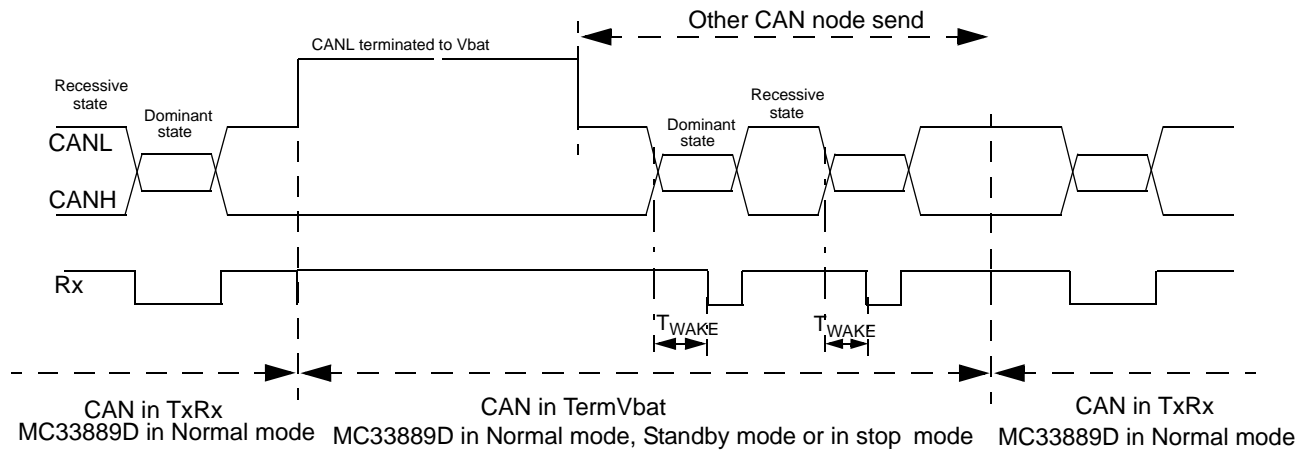 Other CAN node send
CANL terminated to Vbat
Recessive
state
Dominant
state
Recessive
state
Dominant
state
CANL
CANH
Rx
TWAKE
TWAKE
CAN in TxRx
MC33889D in Normal mode
CAN in TermVbat
MC33889D in Normal mode, Standby mode or in stop mode
CAN in TxRx
MC33889D in Normal mode